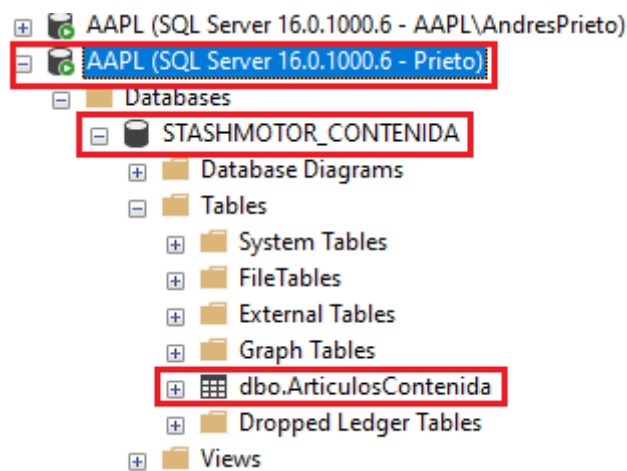 AAPL (SQL Server 16.0.1000.6 - AAPL\AndresPrieto)
AAPL (SQL Server 16.0.1000.6 - Prieto)
Databases
STASHMOTOR_CONTENIDA
Database Diagrams
Tables
System Tables
FileTables
External Tables
Graph Tables
dbo.ArticulosContenida
Dropped Ledger Tables
Views